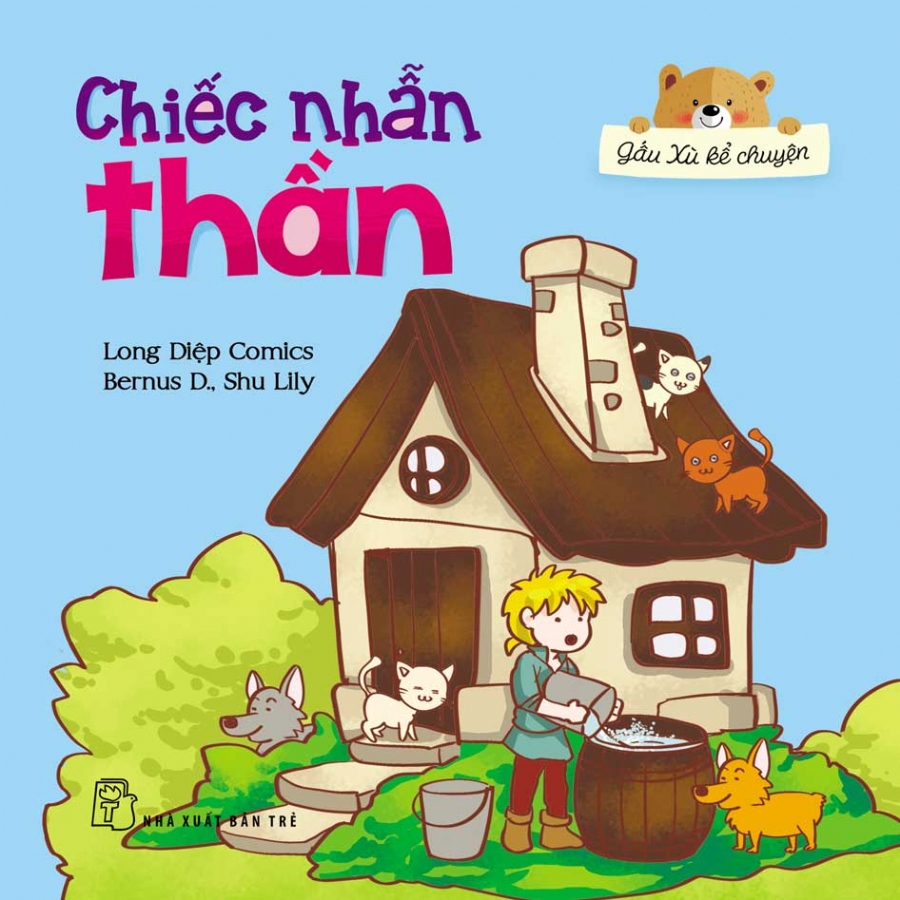 Chiếc nhẫn
thần
Gấu Xù kể chuyện
Long Diệp Comics
Bernus D., Shu Lily
NHÀ XUẤT BẢN TRẺ